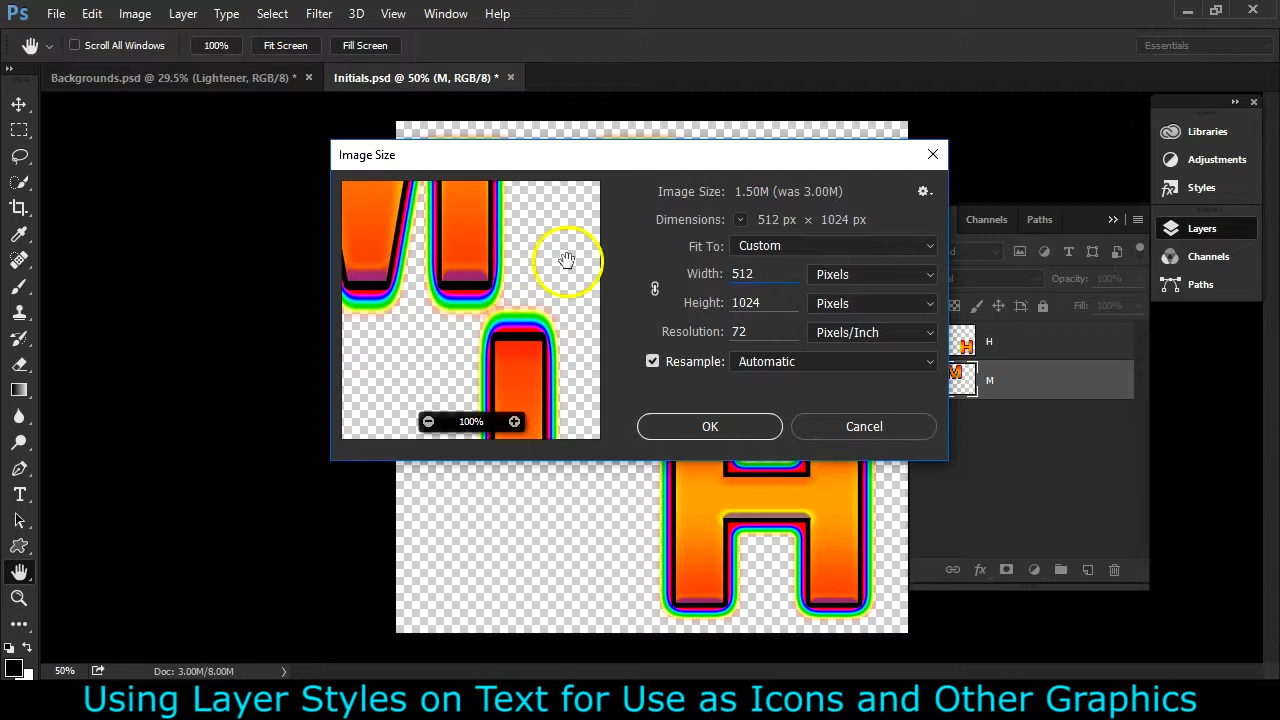 Ps File Edit Image Layer Type Select Filter 3D View Window Help
Scroll All Windows 100% Fit Screen Fill Screen Essentials
Backgrounds.psd @ 29.5% (Lightener, RGB/8) * Initials.psd @ 50% (M, RGB/8) *
Image Size
Image Size: 1.50M (was 3.00M)
Dimensions: 512 px × 1024 px
Fit To: Custom
Width: 512 Pixels
Height: 1024 Pixels
Resolution: 72 Pixels/Inch
Resample: Automatic
100%
OK Cancel
Libraries
Adjustments
Styles
Channels Paths
Layers
Channels
Paths
Opacity: 100%
Fill: 100%
H
M
H
50% Doc: 3.00M/8.00M
Using Layer Styles on Text for Use as Icons and Other Graphics